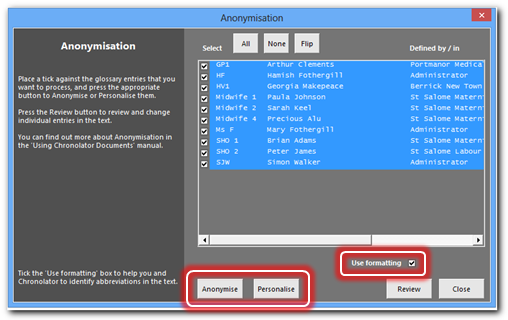 Anonymisation
Anonymisation
Place a tick against the glossary entries that you want to process, and press the appropriate button to Anonymise or Personalise them.
Press the Review button to review and change individual entries in the text.
You can find out more about Anonymisation in the 'Using Chronolator Documents' manual.
Tick the 'Use formatting' box to help you and Chronolator to identify abbreviations in the text.
Select All None Flip Defined by / in
GP1 Arthur Clements Portmanor Medica
HF Hamish Fothergill Administrator
HV1 Georgia Makepeace Berrick New Town
Midwife 1 Paula Johnson St Salome Matern
Midwife 2 Sarah Keel St Salome Matern
Midwife 4 Precious Alu St Salome Matern
Ms F Mary Fothergill Administrator
SHO 1 Brian Adams St Salome Matern
SHO 2 Peter James St Salome Labour
SJW Simon Walker Administrator
Use formatting
Anonymise Personalise Review Close